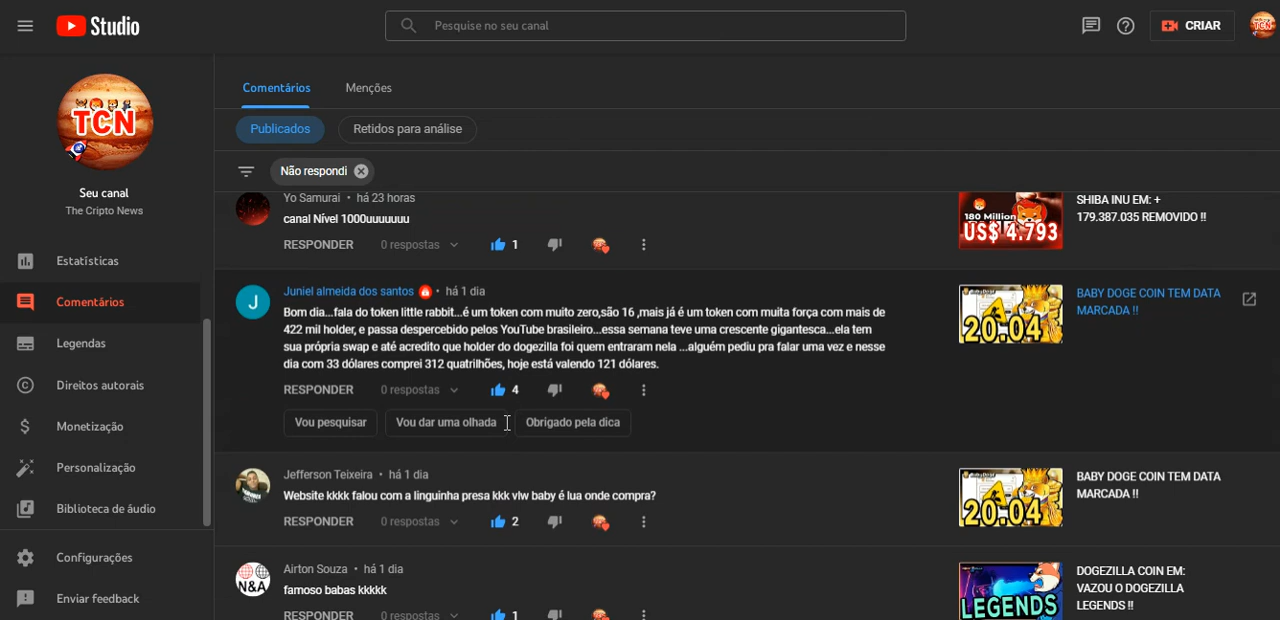 Studio
Pesquise no seu canal
CRIAR
TCN
TCN
Seu canal
The Cripto News
Estatísticas
Comentários
Legendas
Direitos autorais
Monetização
Personalização
Biblioteca de áudio
Configurações
Enviar feedback
Comentários
Menções
Publicados
Retidos para análise
Não respondi
Yo Samurai • há 23 horas
canal Nível 1000uuuuuuu
RESPONDER 0 respostas 1
180 Million
US$ 4.793
SHIBA INU EM: +
179.387.035 REMOVIDO !!
J
Juniel almeida dos santos • há 1 dia
Bom dia...fala do token little rabbit...é um token com muito zero,são 16 ,mais já é um token com muita força com mais de
422 mil holder, e passa despercebido pelos YouTube brasileiro...essa semana teve uma crescente gigantesca...ela tem
sua própria swap e até acredito que holder do dogezilla foi quem entraram nela ...alguém pediu pra falar uma vez e nesse
dia com 33 dólares comprei 312 quatrilhões, hoje está valendo 121 dólares.
RESPONDER 0 respostas 4
Vou pesquisar
Vou dar uma olhada
Obrigado pela dica
20.04
BABY DOGE COIN TEM DATA
MARCADA !!
Jefferson Teixeira • há 1 dia
Website kkkk falou com a linguinha presa kkk vlw baby é lua onde compra?
RESPONDER 0 respostas 2
20.04
BABY DOGE COIN TEM DATA
MARCADA !!
N&A
Airton Souza • há 1 dia
famoso babas kkkkk
RESPONDER 0 respostas 1
LEGENDS
DOGEZILLA COIN EM:
VAZOU O DOGEZILLA
LEGENDS !!